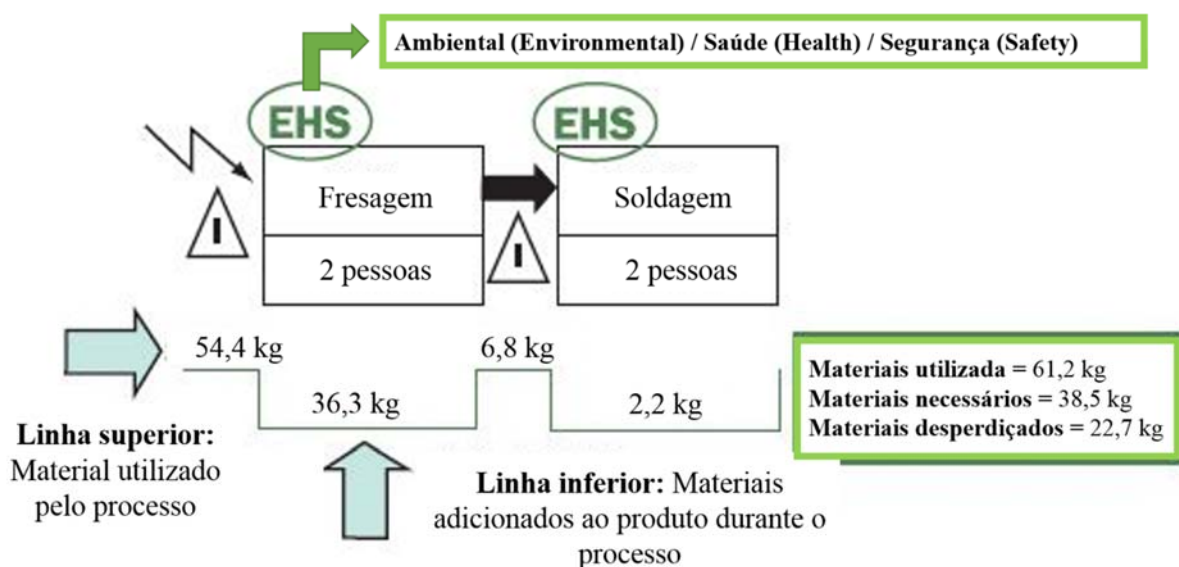 Ambiental (Environmental) / Saúde (Health) / Segurança (Safety)
EHS
EHS
Fresagem
Soldagem
I
I
2 pessoas
2 pessoas
54,4 kg
6,8 kg
36,3 kg
2,2 kg
Materiais utilizada = 61,2 kg
Materiais necessários = 38,5 kg
Materiais desperdiçados = 22,7 kg
Linha superior:
Material utilizado
pelo processo
Linha inferior: Materiais
adicionados ao produto durante o
processo